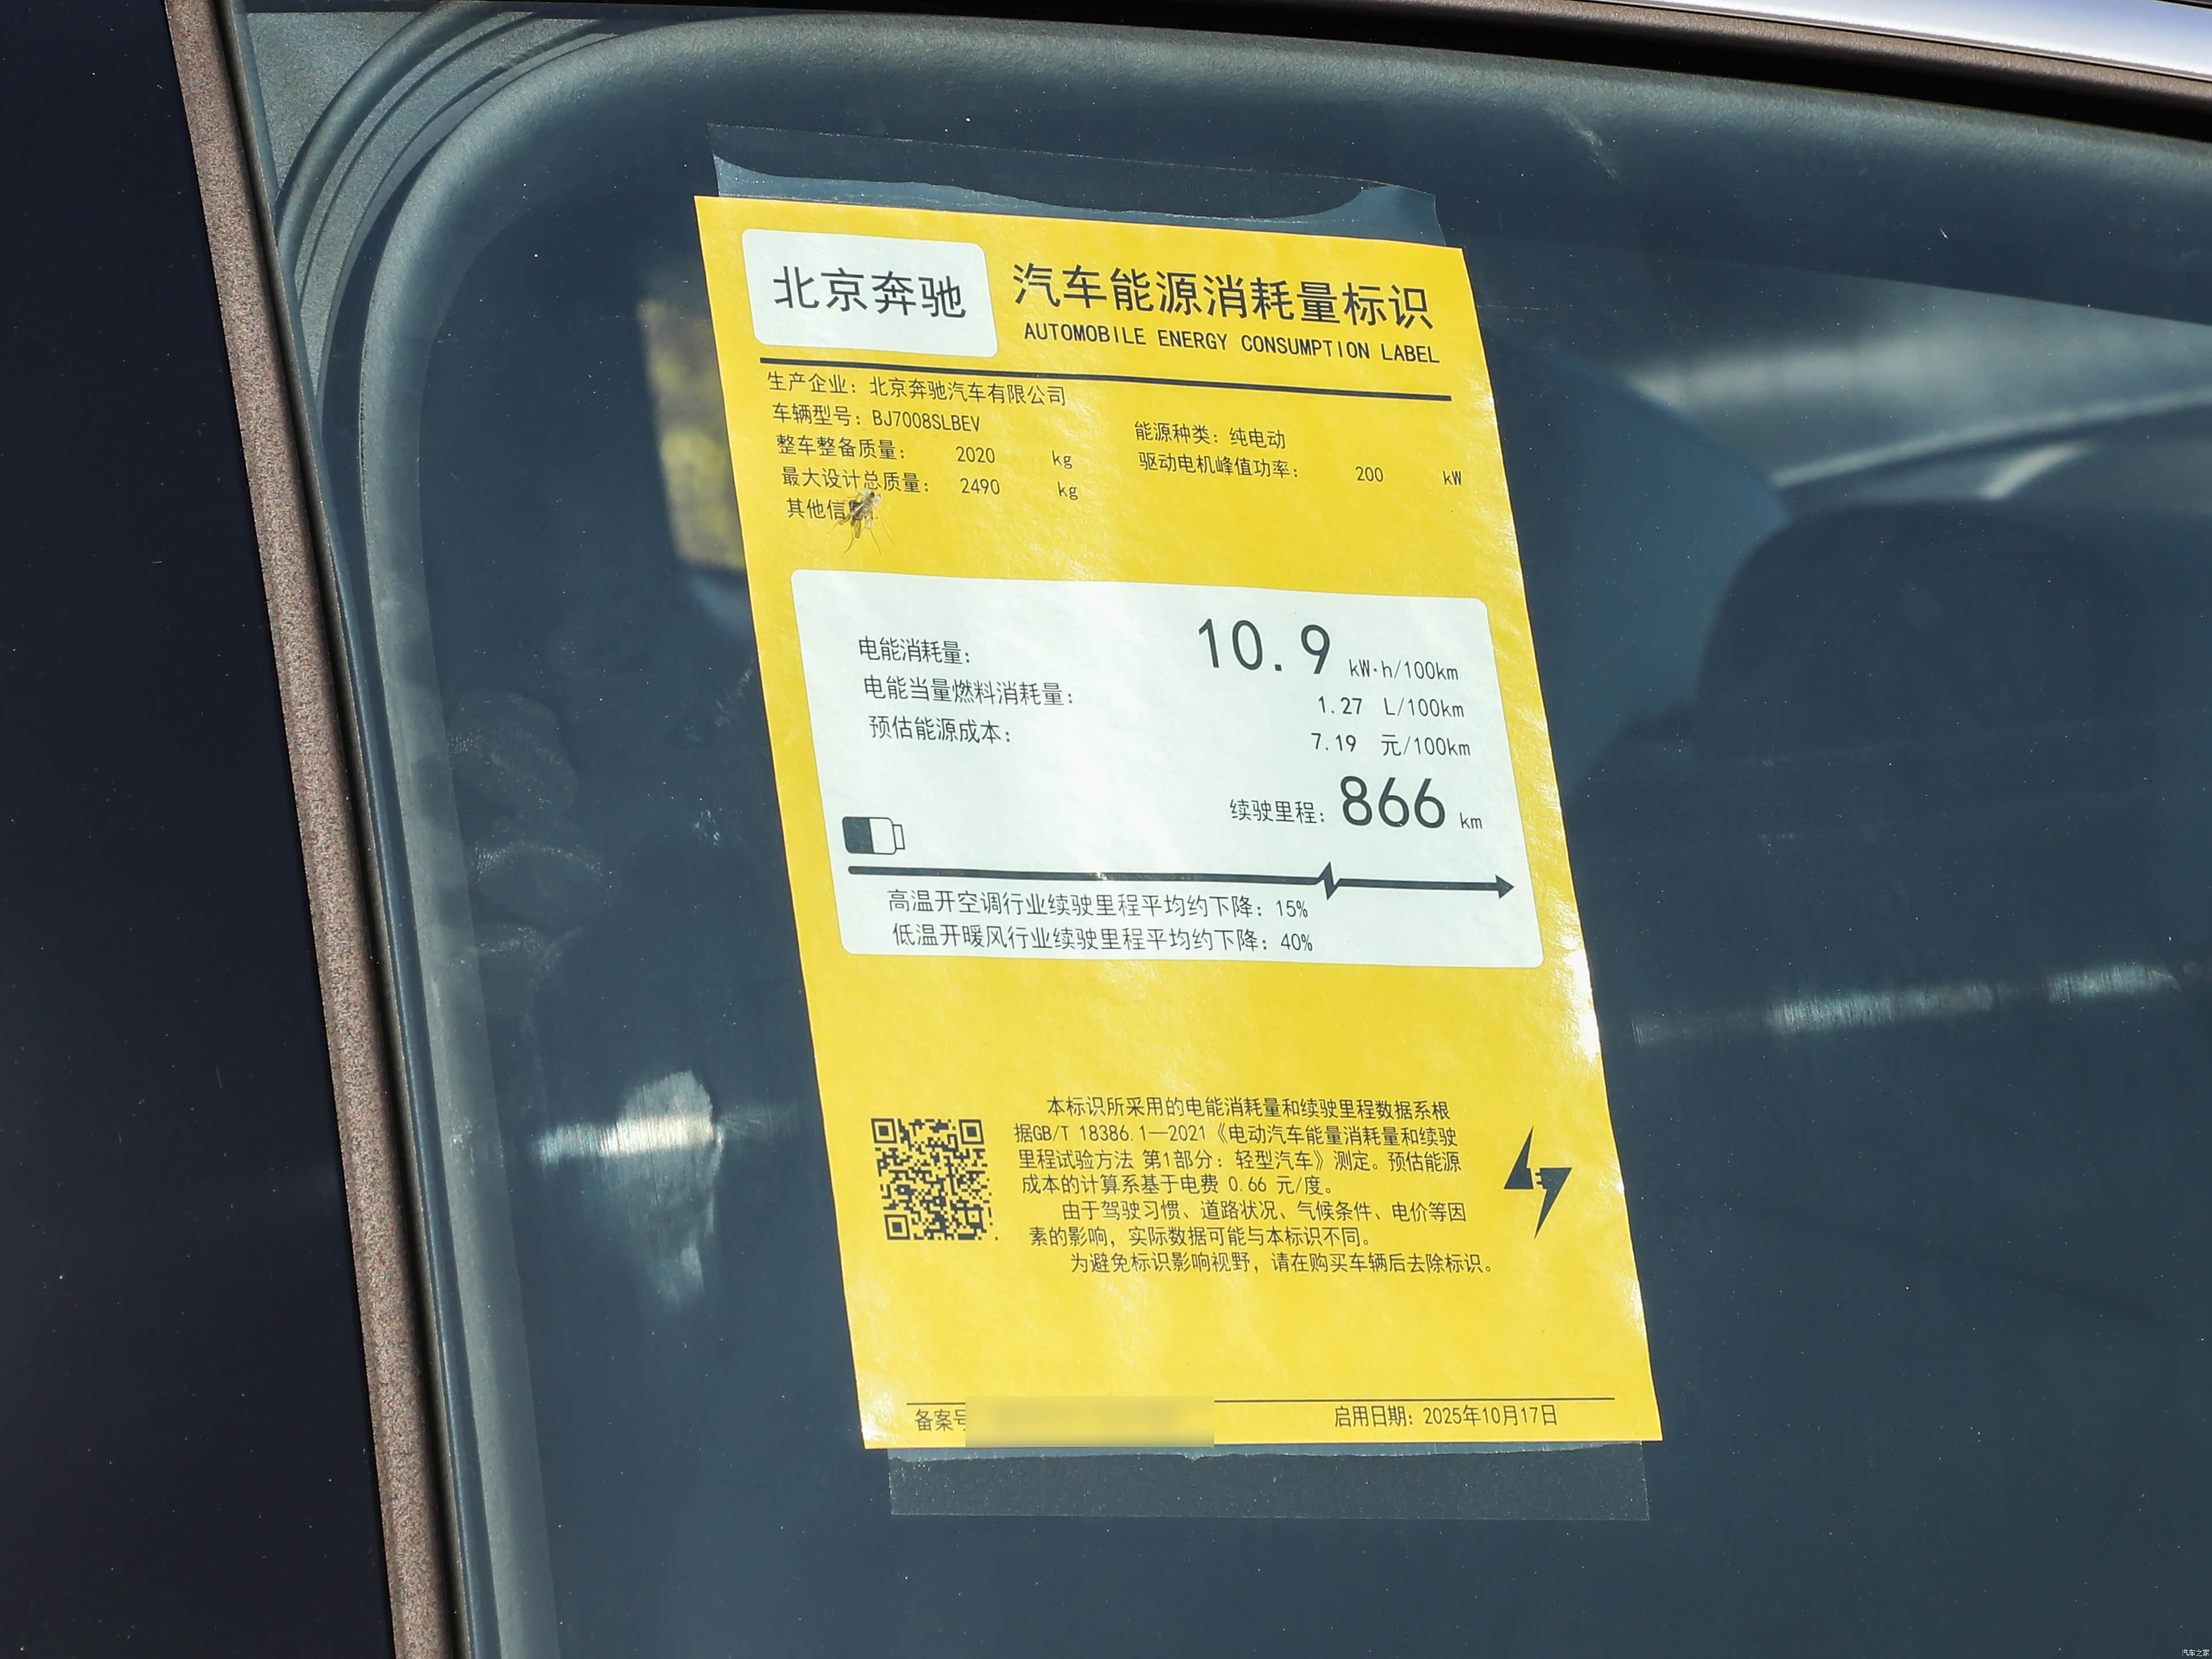 北京奔驰
汽车能源消耗量标识
AUTOMOBILE ENERGY CONSUMPTION LABEL
生产企业：北京奔驰汽车有限公司
车辆型号：BJ7008SLBEV
能源种类：纯电动
整车整备质量： 2020 kg
驱动电机峰值功率： 200 kW
最大设计总质量： 2490 kg
其他信
电能消耗量： 10.9 kW·h/100km
电能当量燃料消耗量： 1.27 L/100km
预估能源成本： 7.19 元/100km
续驶里程：866 km
高温开空调行业续驶里程平均约下降：15%
低温开暖风行业续驶里程平均约下降：40%
本标识所采用的电能消耗量和续驶里程数据系根
据GB/T 18386.1—2021《电动汽车能量消耗量和续驶
里程试验方法 第1部分：轻型汽车》测定。预估能源
成本的计算系基于电费 0.66 元/度。
由于驾驶习惯、道路状况、气候条件、电价等因
素的影响，实际数据可能与本标识不同。
为避免标识影响视野，请在购买车辆后去除标识。
备案号
启用日期：2025年10月17日
汽车之家